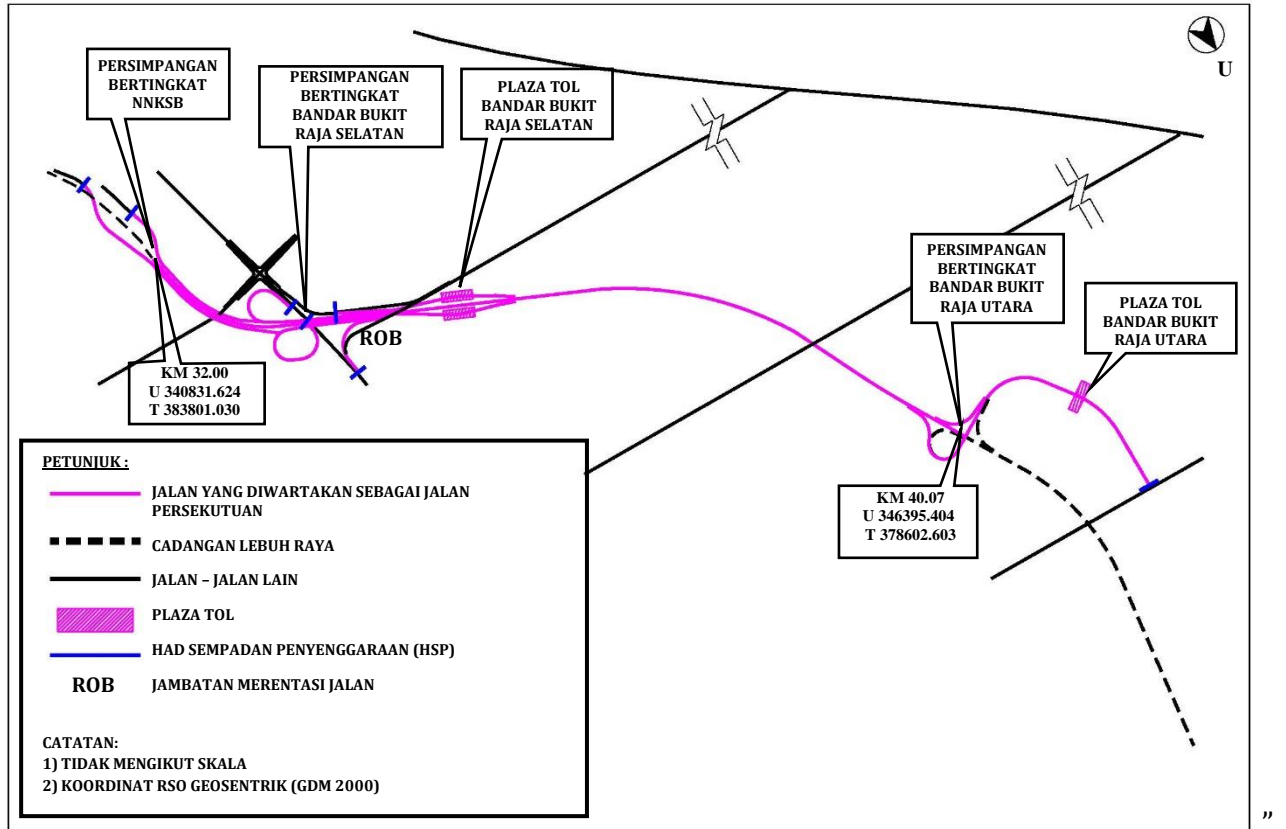 U
PERSIMPANGAN
BERTINGKAT
NNKSB
PERSIMPANGAN
BERTINGKAT
BANDAR BUKIT
RAJA SELATAN
PLAZA TOL
BANDAR BUKIT
RAJA SELATAN
PERSIMPANGAN
BERTINGKAT
BANDAR BUKIT
RAJA UTARA
PLAZA TOL
BANDAR BUKIT
RAJA UTARA
ROB
KM 32.00
U 340831.624
T 383801.030
KM 40.07
U 346395.404
T 378602.603
PETUNJUK :
JALAN YANG DIWARTAKAN SEBAGAI JALAN
PERSEKUTUAN
CADANGAN LEBUH RAYA
JALAN – JALAN LAIN
PLAZA TOL
HAD SEMPADAN PENYENGGARAAN (HSP)
ROB JAMBATAN MERENTASI JALAN
CATATAN:
1) TIDAK MENGIKUT SKALA
2) KOORDINAT RSO GEOSENTRIK (GDM 2000)
”